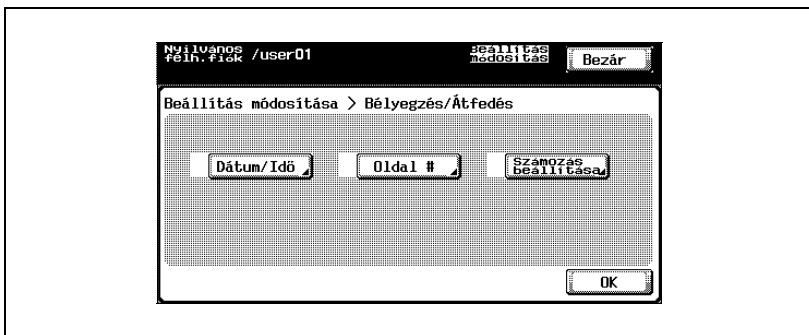 Nyilvános
felh.fiók /user01
Beállítás
módosítás
Bezár
Beállítás módosítása > Bélyegzés/Átfedés
Dátum/Idő
Oldal #
Számozás
beállítása
OK